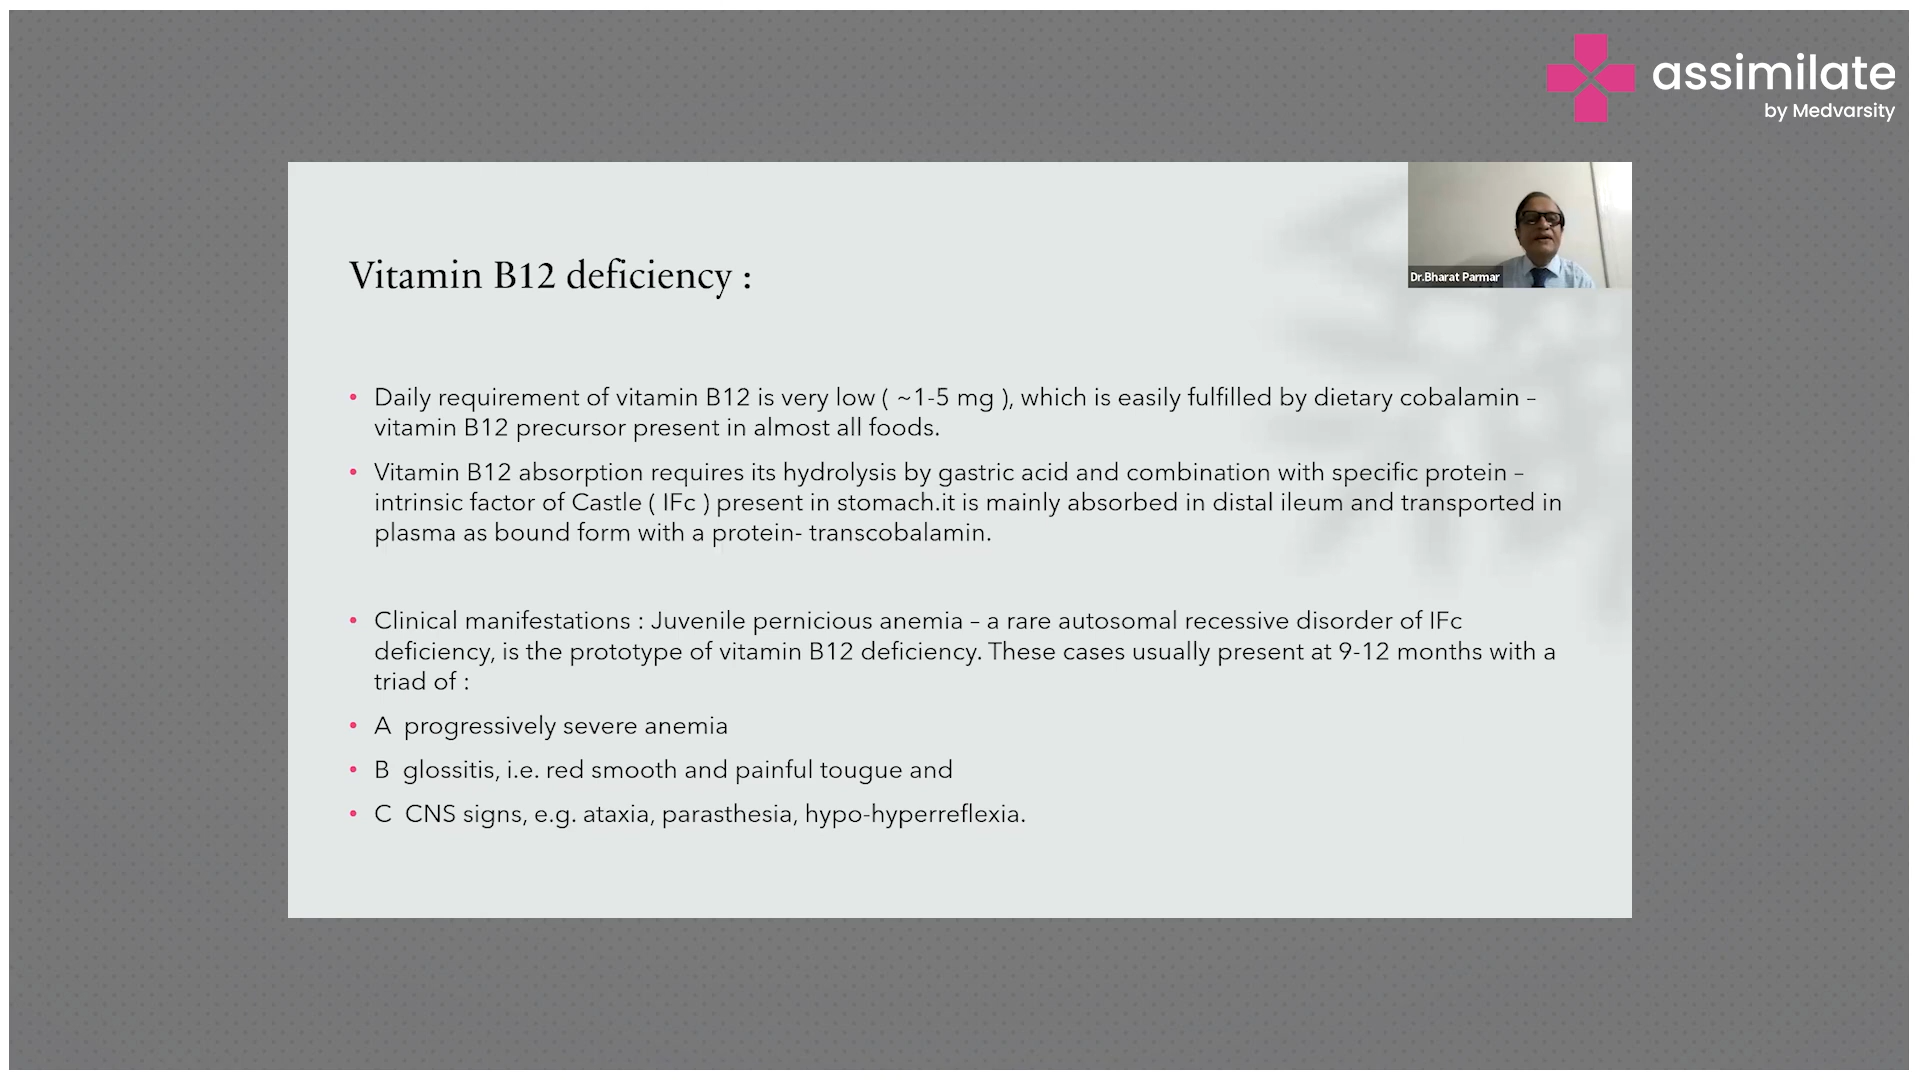 assimilate
by Medvarsity
Dr.Bharat Parmar
Vitamin B12 deficiency :
• Daily requirement of vitamin B12 is very low ( ~1-5 mg ), which is easily fulfilled by dietary cobalamin –
vitamin B12 precursor present in almost all foods.
• Vitamin B12 absorption requires its hydrolysis by gastric acid and combination with specific protein –
intrinsic factor of Castle ( IFc ) present in stomach.it is mainly absorbed in distal ileum and transported in
plasma as bound form with a protein- transcobalamin.
• Clinical manifestations : Juvenile pernicious anemia – a rare autosomal recessive disorder of IFc
deficiency, is the prototype of vitamin B12 deficiency. These cases usually present at 9-12 months with a
triad of :
• A progressively severe anemia
• B glossitis, i.e. red smooth and painful tougue and
• C CNS signs, e.g. ataxia, parasthesia, hypo-hyperreflexia.